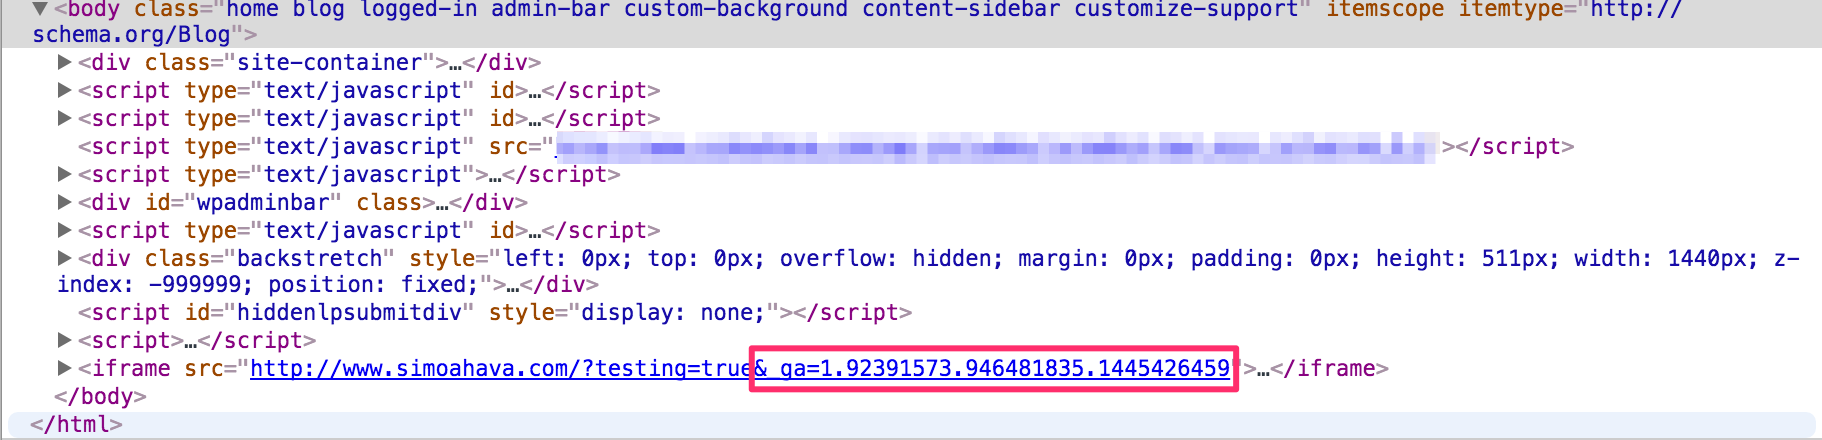 ▼<body class="home blog logged-in admin-bar custom-background content-sidebar customize-support" itemscope itemtype="http://
schema.org/Blog">
▶<div class="site-container">…</div>
▶<script type="text/javascript" id>…</script>
▶<script type="text/javascript" id>…</script>
<script type="text/javascript" src="></script>
▶<script type="text/javascript">…</script>
▶<div id="wpadminbar" class>…</div>
▶<script type="text/javascript" id>…</script>
▶<div class="backstretch" style="left: 0px; top: 0px; overflow: hidden; margin: 0px; padding: 0px; height: 511px; width: 1440px; z-
index: -999999; position: fixed;">…</div>
<script id="hiddenlpsubmitdiv" style="display: none;"></script>
▶<script>…</script>
▶<iframe src="http://www.simoahava.com/?testing=true&_ga=1.92391573.946481835.1445426459">…</iframe>
</body>
</html>